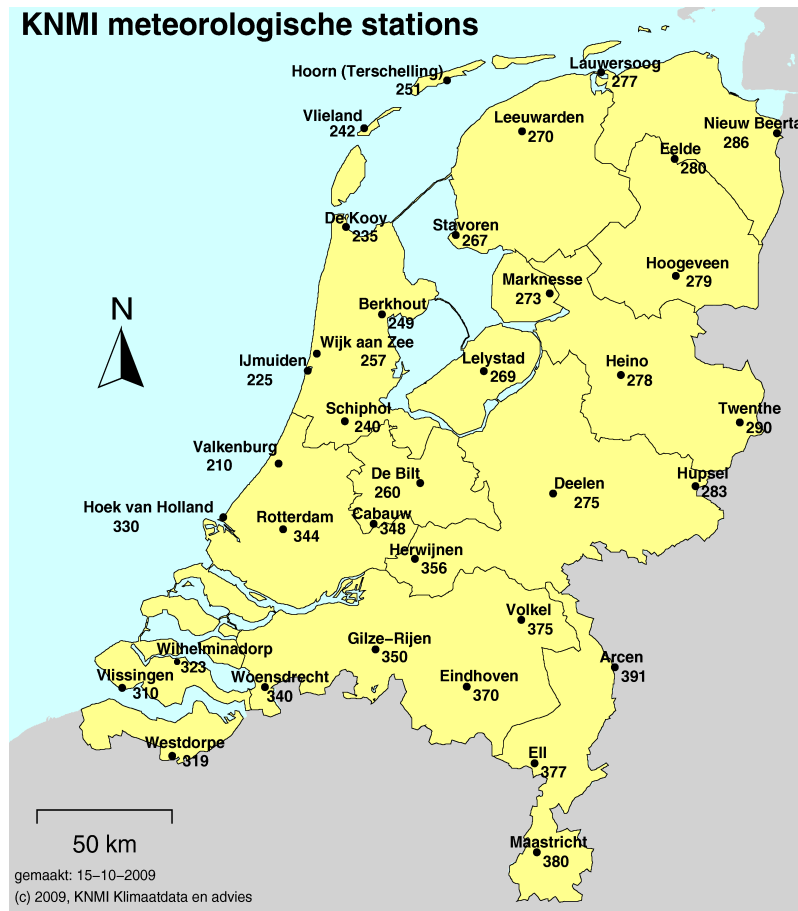 KNMI meteorologische stations
Hoorn (Terschelling)
251
Lauwersoog
277
Vlieland
242
Leeuwarden
270
Nieuw Beerta
286
Eelde
280
De Kooy
235
Stavoren
267
Hoogeveen
279
Marknesse
273
N
Berkhout
249
Wijk aan Zee
257
IJmuiden
225
Lelystad
269
Heino
278
Schiphol
240
Twenthe
290
Valkenburg
210
De Bilt
260
Deelen
275
Hupsel
283
Hoek van Holland
330
Rotterdam
344
Cabauw
348
Herwijnen
356
Volkel
375
Gilze−Rijen
350
Wilhelminadorp
323
Arcen
391
Vlissingen
310
Woensdrecht
340
Eindhoven
370
Westdorpe
319
Ell
377
50 km
Maastricht
380
gemaakt: 15−10−2009
(c) 2009, KNMI Klimaatdata en advies